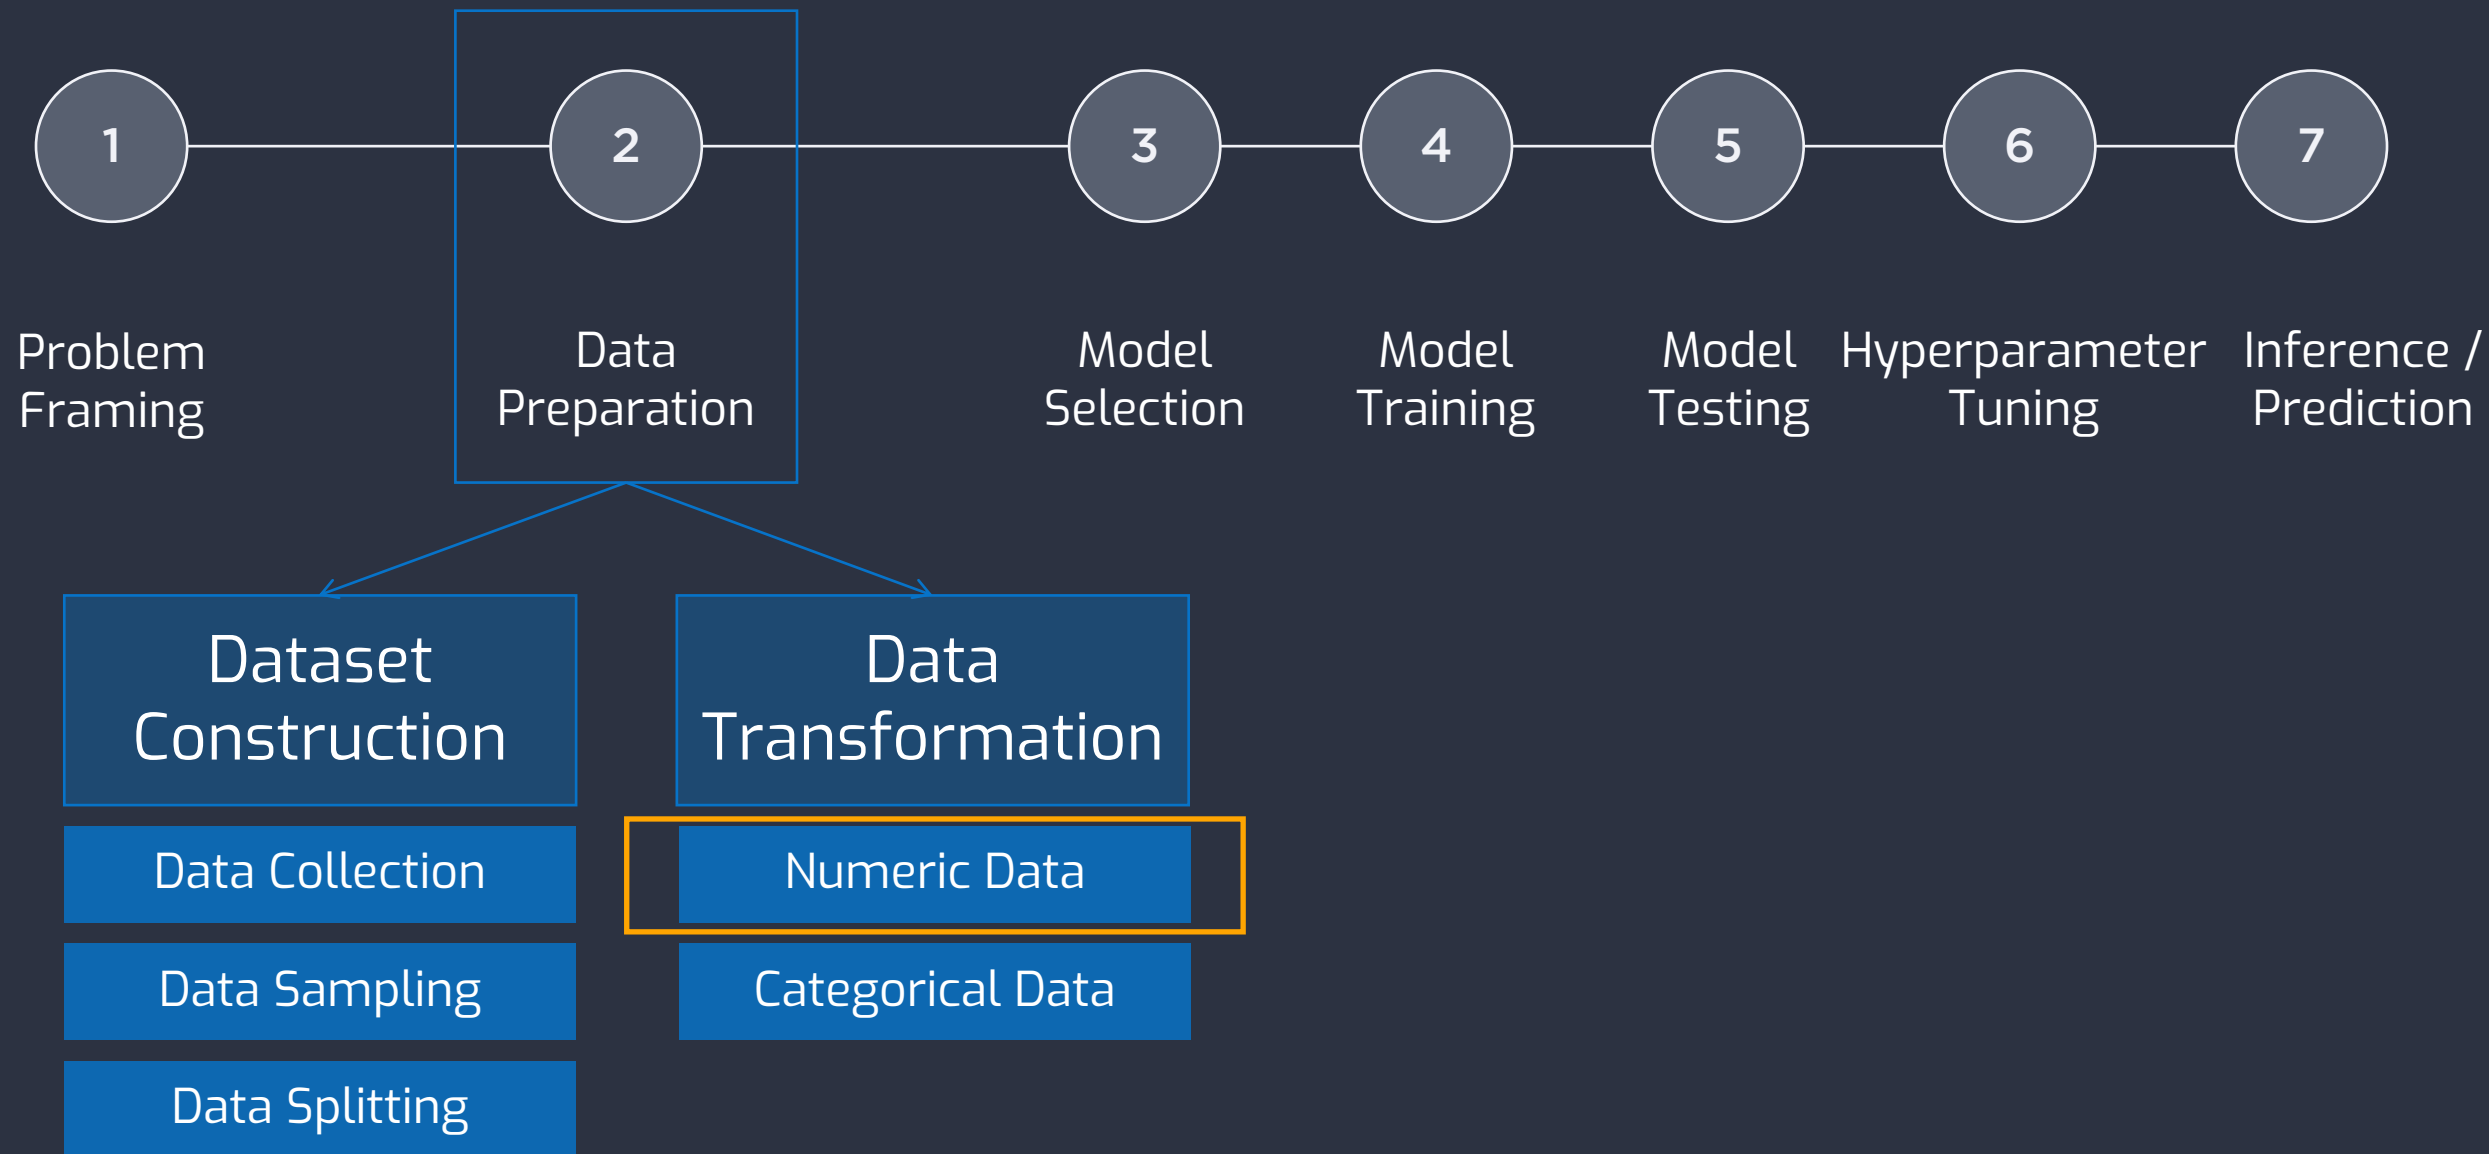 1
2
3
4
5
6
7
Problem
Framing
Data
Preparation
Model
Selection
Model
Training
Model
Testing
Hyperparameter
Tuning
Inference /
Prediction
Dataset
Construction
Data
Transformation
Data Collection
Numeric Data
Data Sampling
Categorical Data
Data Splitting